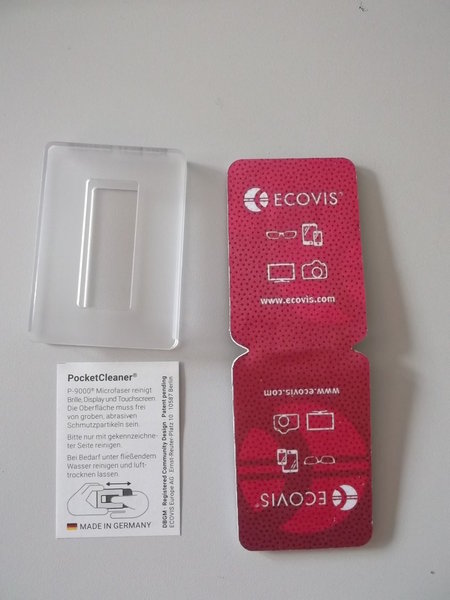 ECOVIS
www.ecovis.com
www.ecovis.com
ECOVIS
PocketCleaner®
P-9000® Microfaser reinigt
Brille, Display und Touchscreen.
Die Oberfläche muss frei
von groben, abrasiven
Schmutzpartikeln sein.
Bitte nur mit gekennzeichne-
ter Seite reinigen.
Bei Bedarf unter fließendem
Wasser reinigen und luft-
trocknen lassen.
MADE IN GERMANY
DBGM · Registered Community Design · Patent pending
ECOVIS Europe AG · Ernst-Reuter-Platz 10 · 10587 Berlin